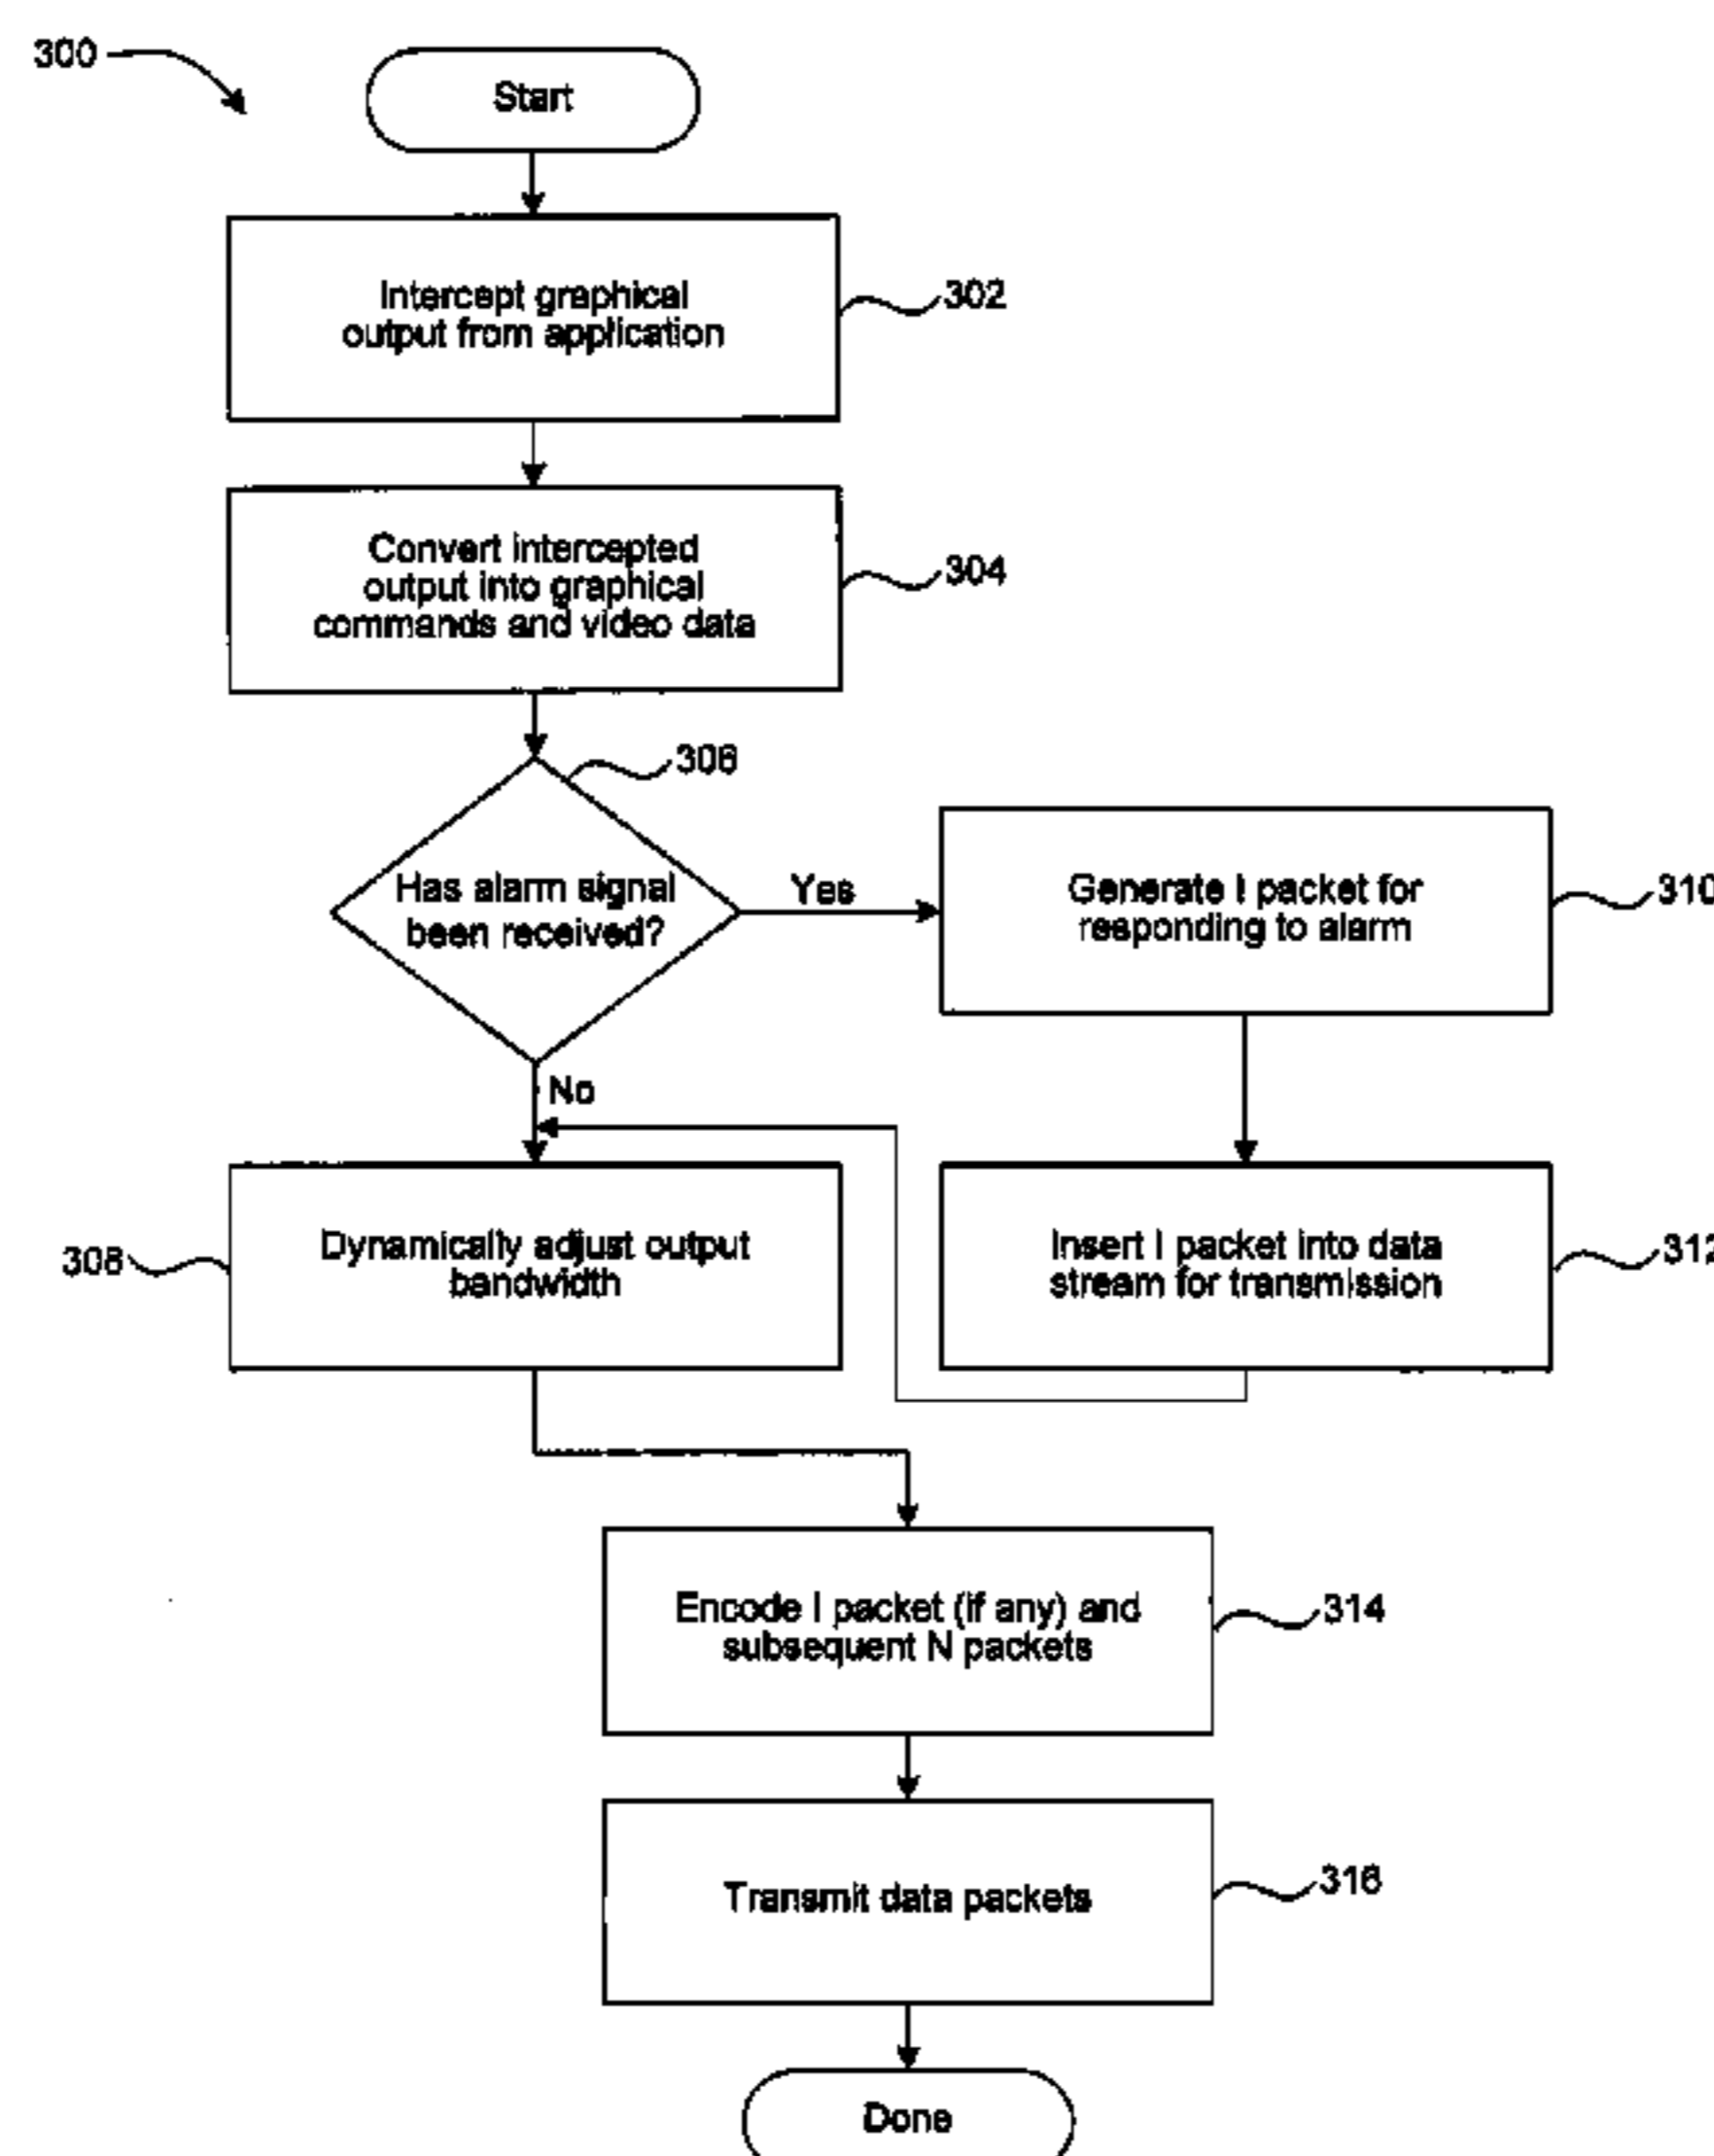 300
Start
Intercept graphical
output from application
302
Convert intercepted
output into graphical
commands and video data
304
306
Has alarm signal
been received?
Yes
Generate I packet for
responding to alarm
310
No
308
Dynamically adjust output
bandwidth
Insert I packet into data
stream for transmission
312
Encode I packet (if any) and
subsequent N packets
314
Transmit data packets
316
Done